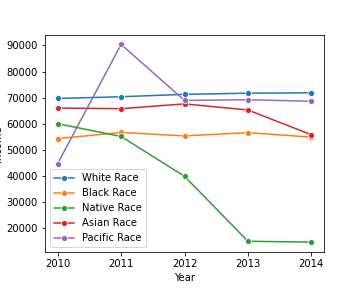 90000
80000
70000
60000
50000
40000
30000
20000
White Race
Black Race
Native Race
Asian Race
Pacific Race
2010 2011 2012 2013 2014
Year